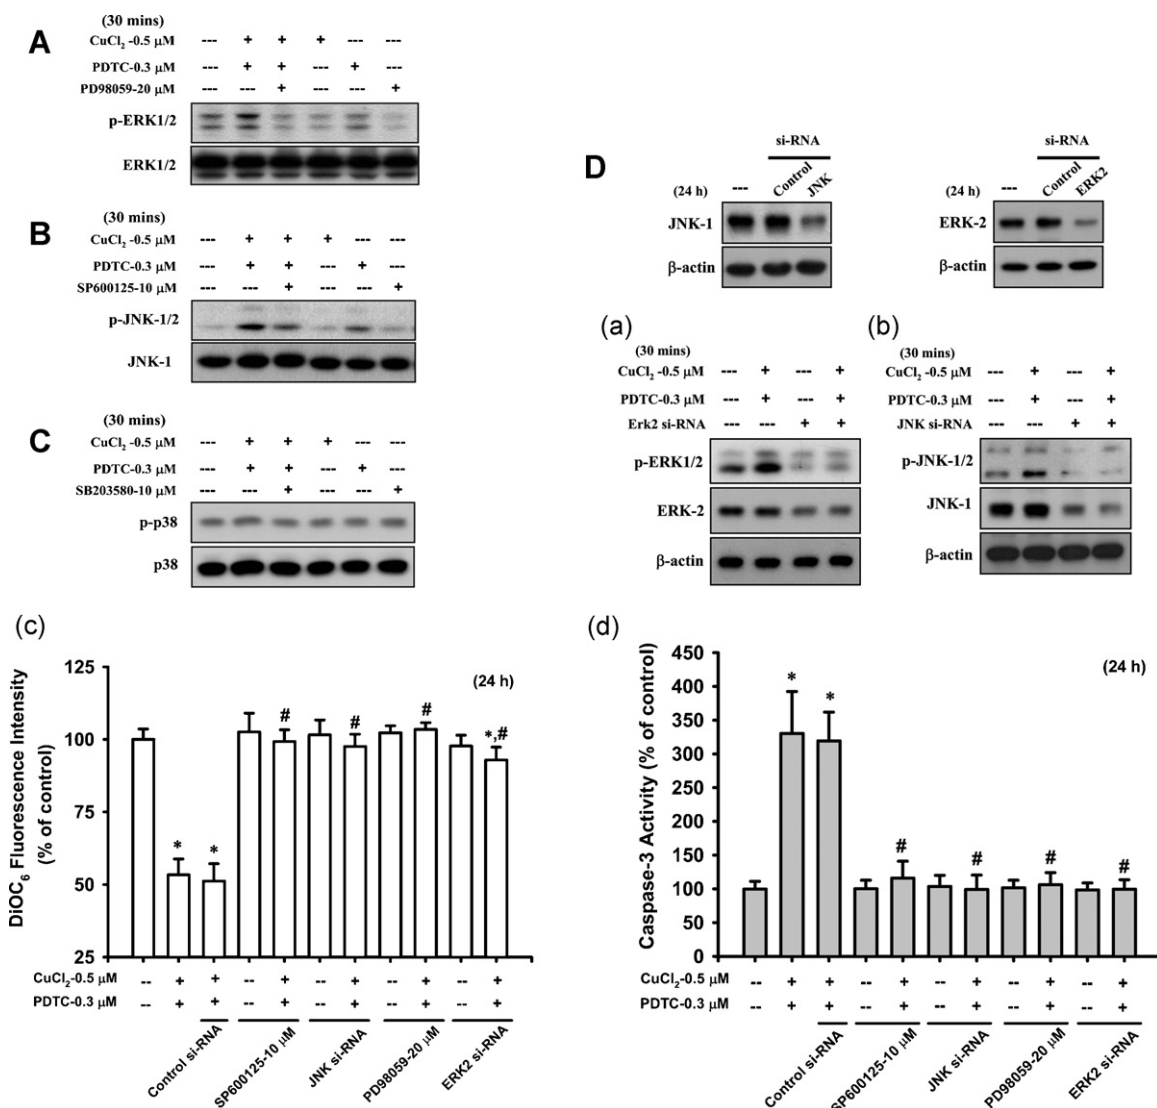 A
(30 mins)
CuCl2 -0.5 μM --- + + + --- ---
PDTC-0.3 μM --- + + --- + ---
PD98059-20 μM --- --- + --- --- +
p-ERK1/2
ERK1/2
B
(30 mins)
CuCl2 -0.5 μM --- + + + --- ---
PDTC-0.3 μM --- + + --- + ---
SP600125-10 μM --- --- + --- --- +
p-JNK-1/2
JNK-1
C
(30 mins)
CuCl2 -0.5 μM --- + + + --- ---
PDTC-0.3 μM --- + + --- + ---
SB203580-10 μM --- --- + --- --- +
p-p38
p38
D
si-RNA
(24 h) --- Control JNK
JNK-1
β-actin
si-RNA
(24 h) --- Control ERK2
ERK-2
β-actin
(a)
(30 mins)
CuCl2 -0.5 μM --- + --- +
PDTC-0.3 μM --- + --- +
Erk2 si-RNA --- --- + +
p-ERK1/2
ERK-2
β-actin
(b)
(30 mins)
CuCl2 -0.5 μM --- + --- +
PDTC-0.3 μM --- + --- +
JNK si-RNA --- --- + +
p-JNK-1/2
JNK-1
β-actin
(c)
DiOC6 Fluorescence Intensity
(% of control)
125
100
75
50
25
(24 h)
* * # # # *,#
CuCl2-0.5 μM -- + + -- + -- + -- + -- +
PDTC-0.3 μM -- + + -- + -- + -- + -- +
Control si-RNA
SP600125-10 μM
JNK si-RNA
PD98059-20 μM
ERK2 si-RNA
(d)
Caspase-3 Activity (% of control)
450
400
350
300
250
200
150
100
50
0
(24 h)
* * # # # #
CuCl2-0.5 μM -- + + -- + -- + -- + -- +
PDTC-0.3 μM -- + + -- + -- + -- + -- +
Control si-RNA
SP600125-10 μM
JNK si-RNA
PD98059-20 μM
ERK2 si-RNA